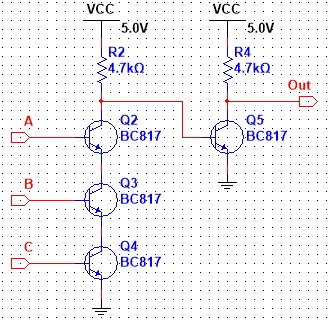 VCC
5.0V
R2
4.7kΩ
VCC
5.0V
R4
4.7kΩ
Out
A
Q2
BC817
Q5
BC817
B
Q3
BC817
C
Q4
BC817